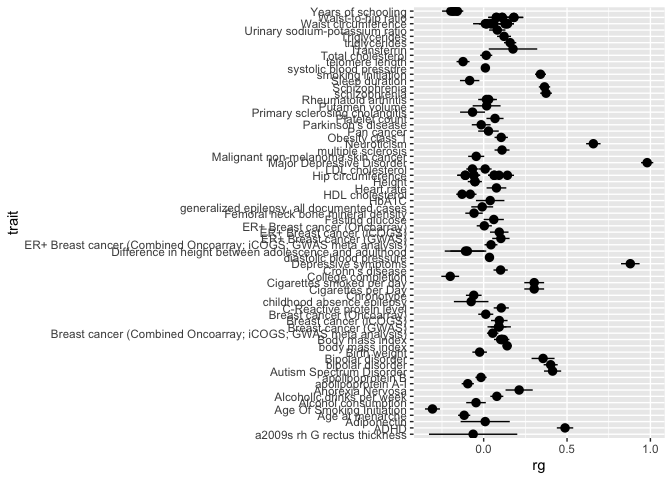 Years of schooling
Waist-to-hip ratio
Waist circumference
Urinary sodium-potassium ratio
Triglycerides
triglycerides
Transferrin
Total cholesterol
telomere length
systolic blood pressure
smoking initiation
Sleep duration
Schizophrenia
schizophrenia
Rheumatoid arthritis
Putamen volume
Primary sclerosing cholangitis
Platelet count
Parkinson's disease
Pan cancer
Obesity class 1
Neuroticism
multiple sclerosis
Malignant non-melanoma skin cancer
Major Depressive Disorder
LDL cholesterol
Hip circumference
Height
Heart rate
HDL cholesterol
HbA1C
generalized epilepsy, all documented cases
Femoral neck bone mineral density
Fasting glucose
ER+ Breast cancer (Oncoarray)
ER+ Breast cancer (iCOGS)
ER+ Breast cancer (GWAS)
ER+ Breast cancer (Combined Oncoarray; iCOGS; GWAS meta analysis)
Difference in height between adolescence and adulthood
diastolic blood pressure
Depressive symptoms
Crohn's disease
College completion
Cigarettes smoked per day
Cigarettes per Day
Chronotype
childhood absence epilepsy
C-Reactive protein level
Breast cancer (Oncoarray)
Breast cancer (iCOGS)
Breast cancer (GWAS)
Breast cancer (Combined Oncoarray; iCOGS; GWAS meta analysis)
Body mass index
body mass index
Birth weight
Bipolar disorder
bipolar disorder
Autism Spectrum Disorder
apolipoprotein B
apolipoprotein A-I
Anorexia Nervosa
Alcoholic drinks per week
Alcohol consumption
Age Of Smoking Initiation
Age at menarche
Adiponectin
ADHD
a2009s rh G rectus thickness
trait
0.0 0.5 1.0
rg